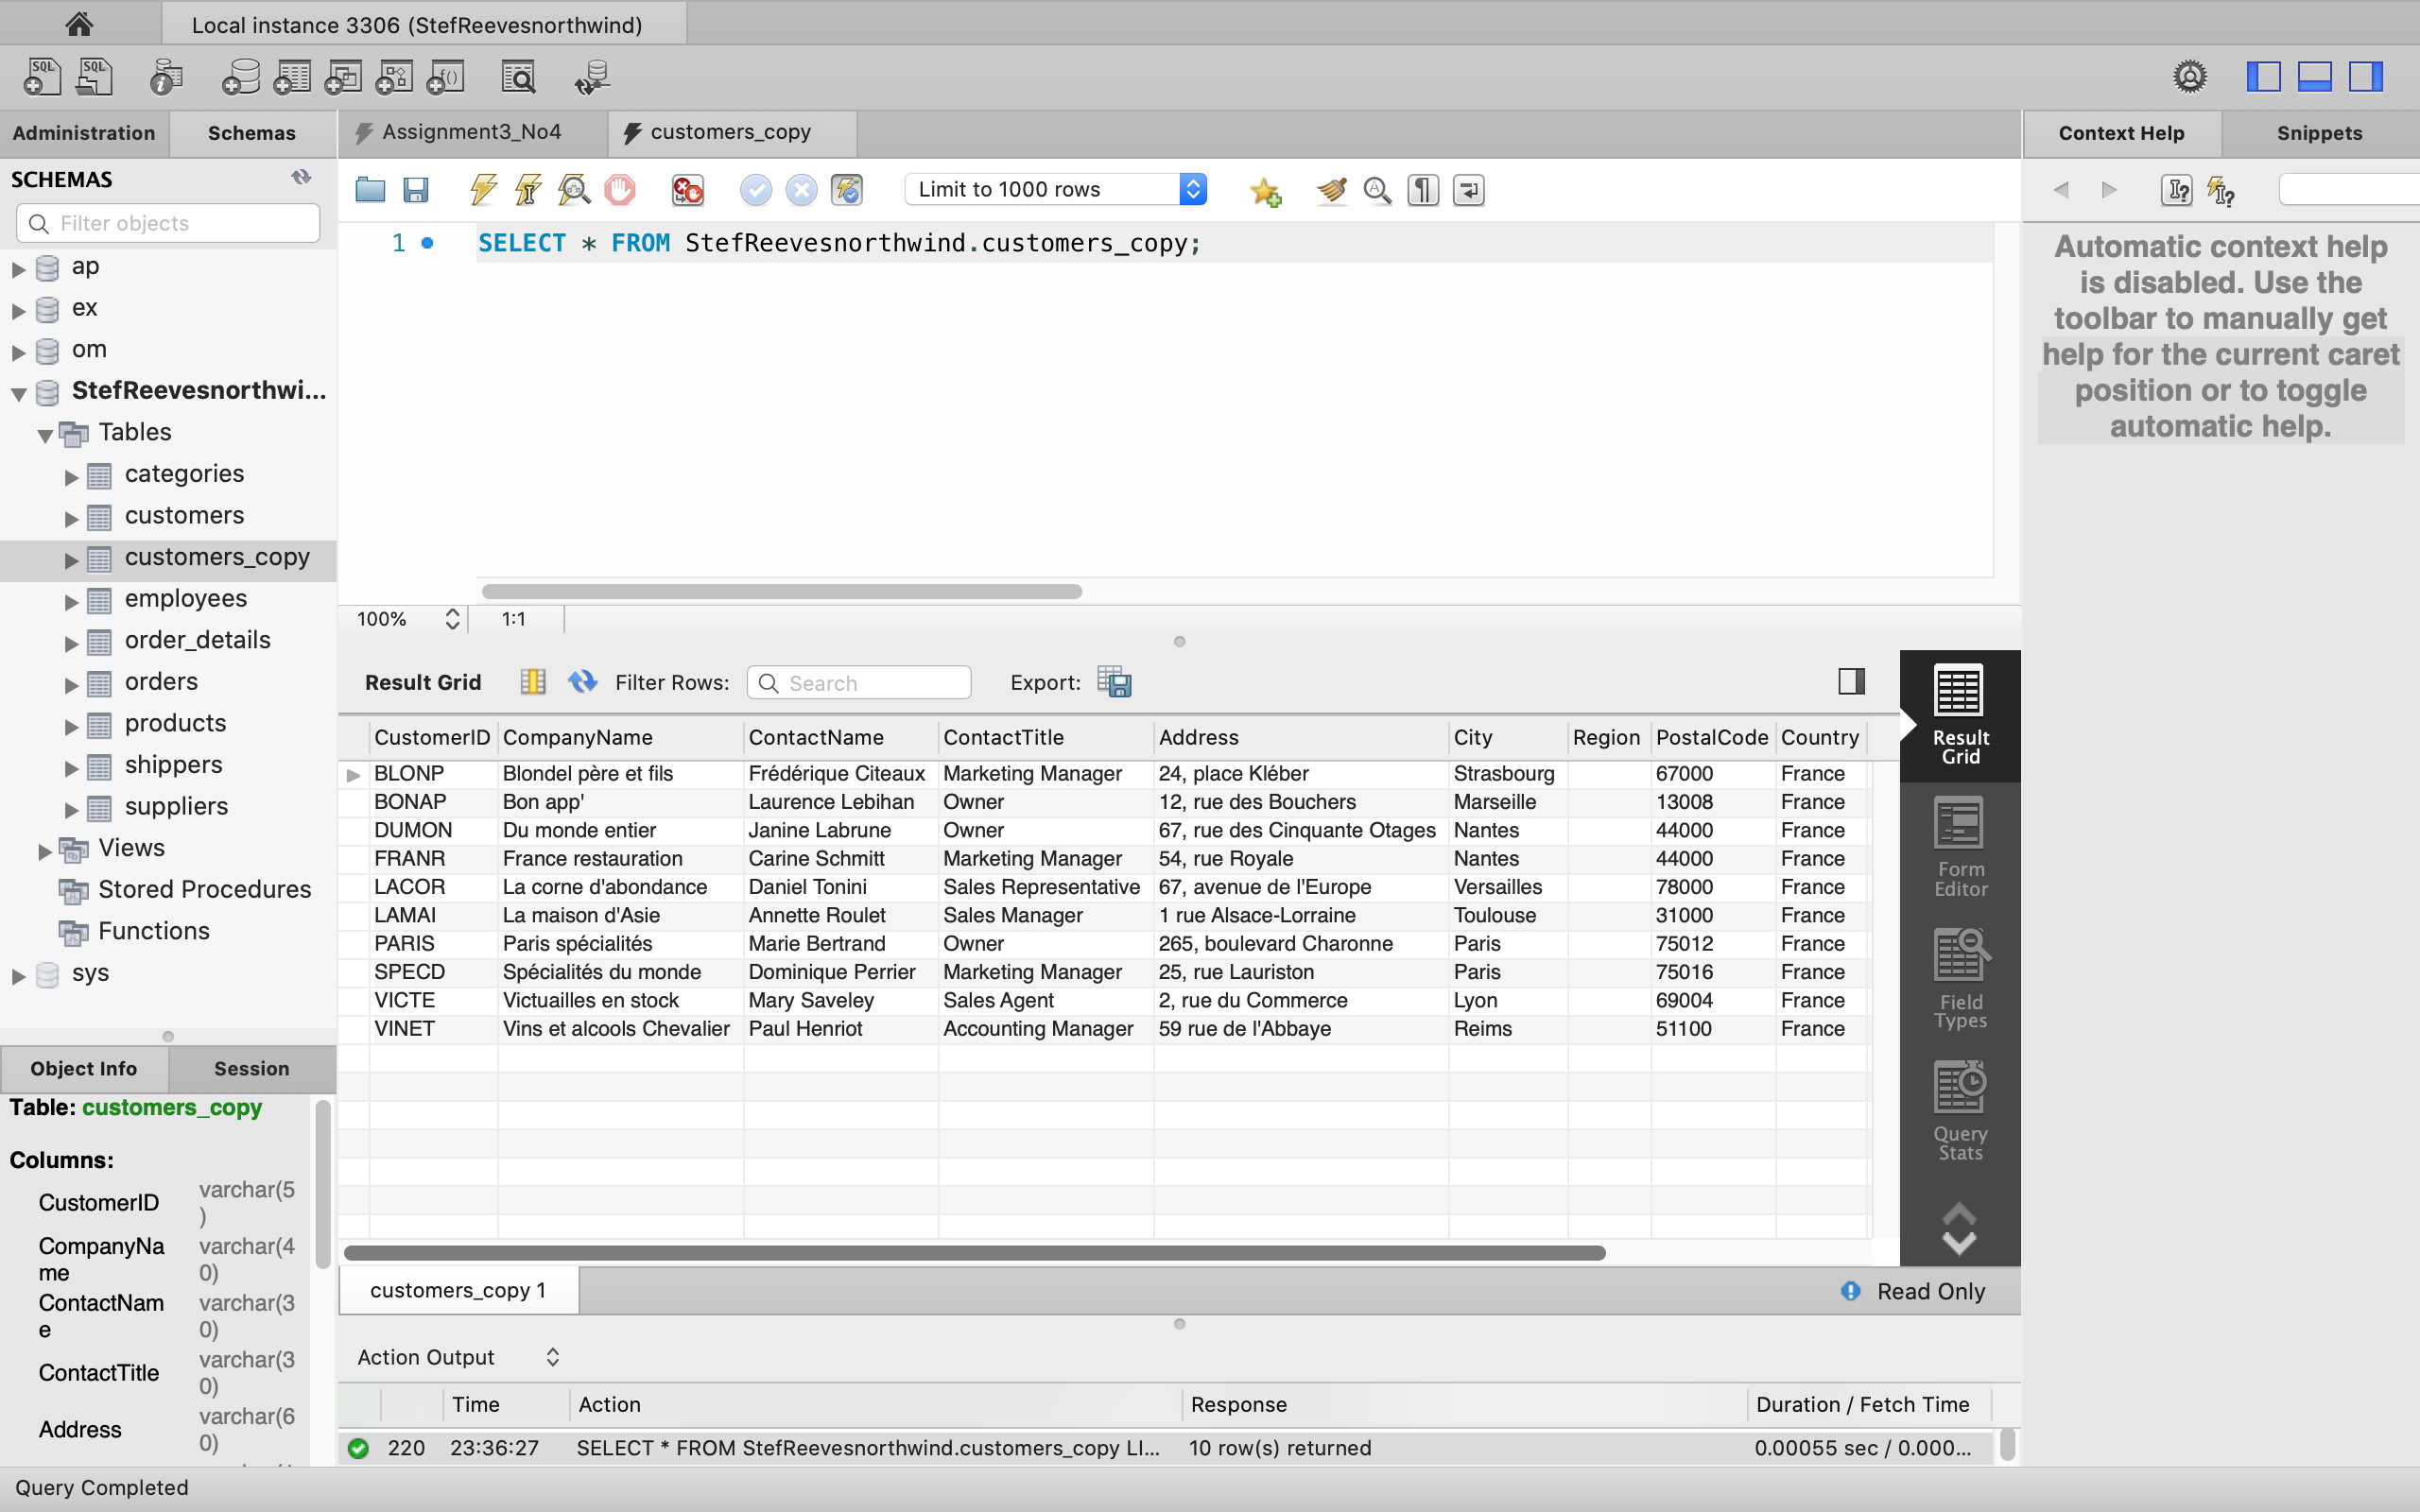 Local instance 3306 (StefReevesnorthwind)
Administration Schemas
SCHEMAS
Filter objects
ap
ex
om
StefReevesnorthwi...
Tables
categories
customers
customers_copy
employees
order_details
orders
products
shippers
suppliers
Views
Stored Procedures
Functions
sys
Object Info Session
Table: customers_copy
Columns:
CustomerID varchar(5
)
CompanyNa varchar(4
me 0)
ContactNam varchar(3
e 0)
ContactTitle varchar(3
0)
Address varchar(6
0)
Query Completed
Assignment3_No4 customers_copy
Limit to 1000 rows
1 SELECT * FROM StefReevesnorthwind.customers_copy;
100% 1:1
Result Grid Filter Rows: Search Export:
CustomerID CompanyName ContactName ContactTitle Address City Region PostalCode Country
BLONP Blondel père et fils Frédérique Citeaux Marketing Manager 24, place Kléber Strasbourg 67000 France
BONAP Bon app' Laurence Lebihan Owner 12, rue des Bouchers Marseille 13008 France
DUMON Du monde entier Janine Labrune Owner 67, rue des Cinquante Otages Nantes 44000 France
FRANR France restauration Carine Schmitt Marketing Manager 54, rue Royale Nantes 44000 France
LACOR La corne d'abondance Daniel Tonini Sales Representative 67, avenue de l'Europe Versailles 78000 France
LAMAI La maison d'Asie Annette Roulet Sales Manager 1 rue Alsace-Lorraine Toulouse 31000 France
PARIS Paris spécialités Marie Bertrand Owner 265, boulevard Charonne Paris 75012 France
SPECD Spécialités du monde Dominique Perrier Marketing Manager 25, rue Lauriston Paris 75016 France
VICTE Victuailles en stock Mary Saveley Sales Agent 2, rue du Commerce Lyon 69004 France
VINET Vins et alcools Chevalier Paul Henriot Accounting Manager 59 rue de l'Abbaye Reims 51100 France
Result
Grid
Form
Editor
Field
Types
Query
Stats
customers_copy 1 Read Only
Action Output
Time Action Response Duration / Fetch Time
220 23:36:27 SELECT * FROM StefReevesnorthwind.customers_copy LI... 10 row(s) returned 0.00055 sec / 0.000...
Context Help Snippets
Automatic context help
is disabled. Use the
toolbar to manually get
help for the current caret
position or to toggle
automatic help.